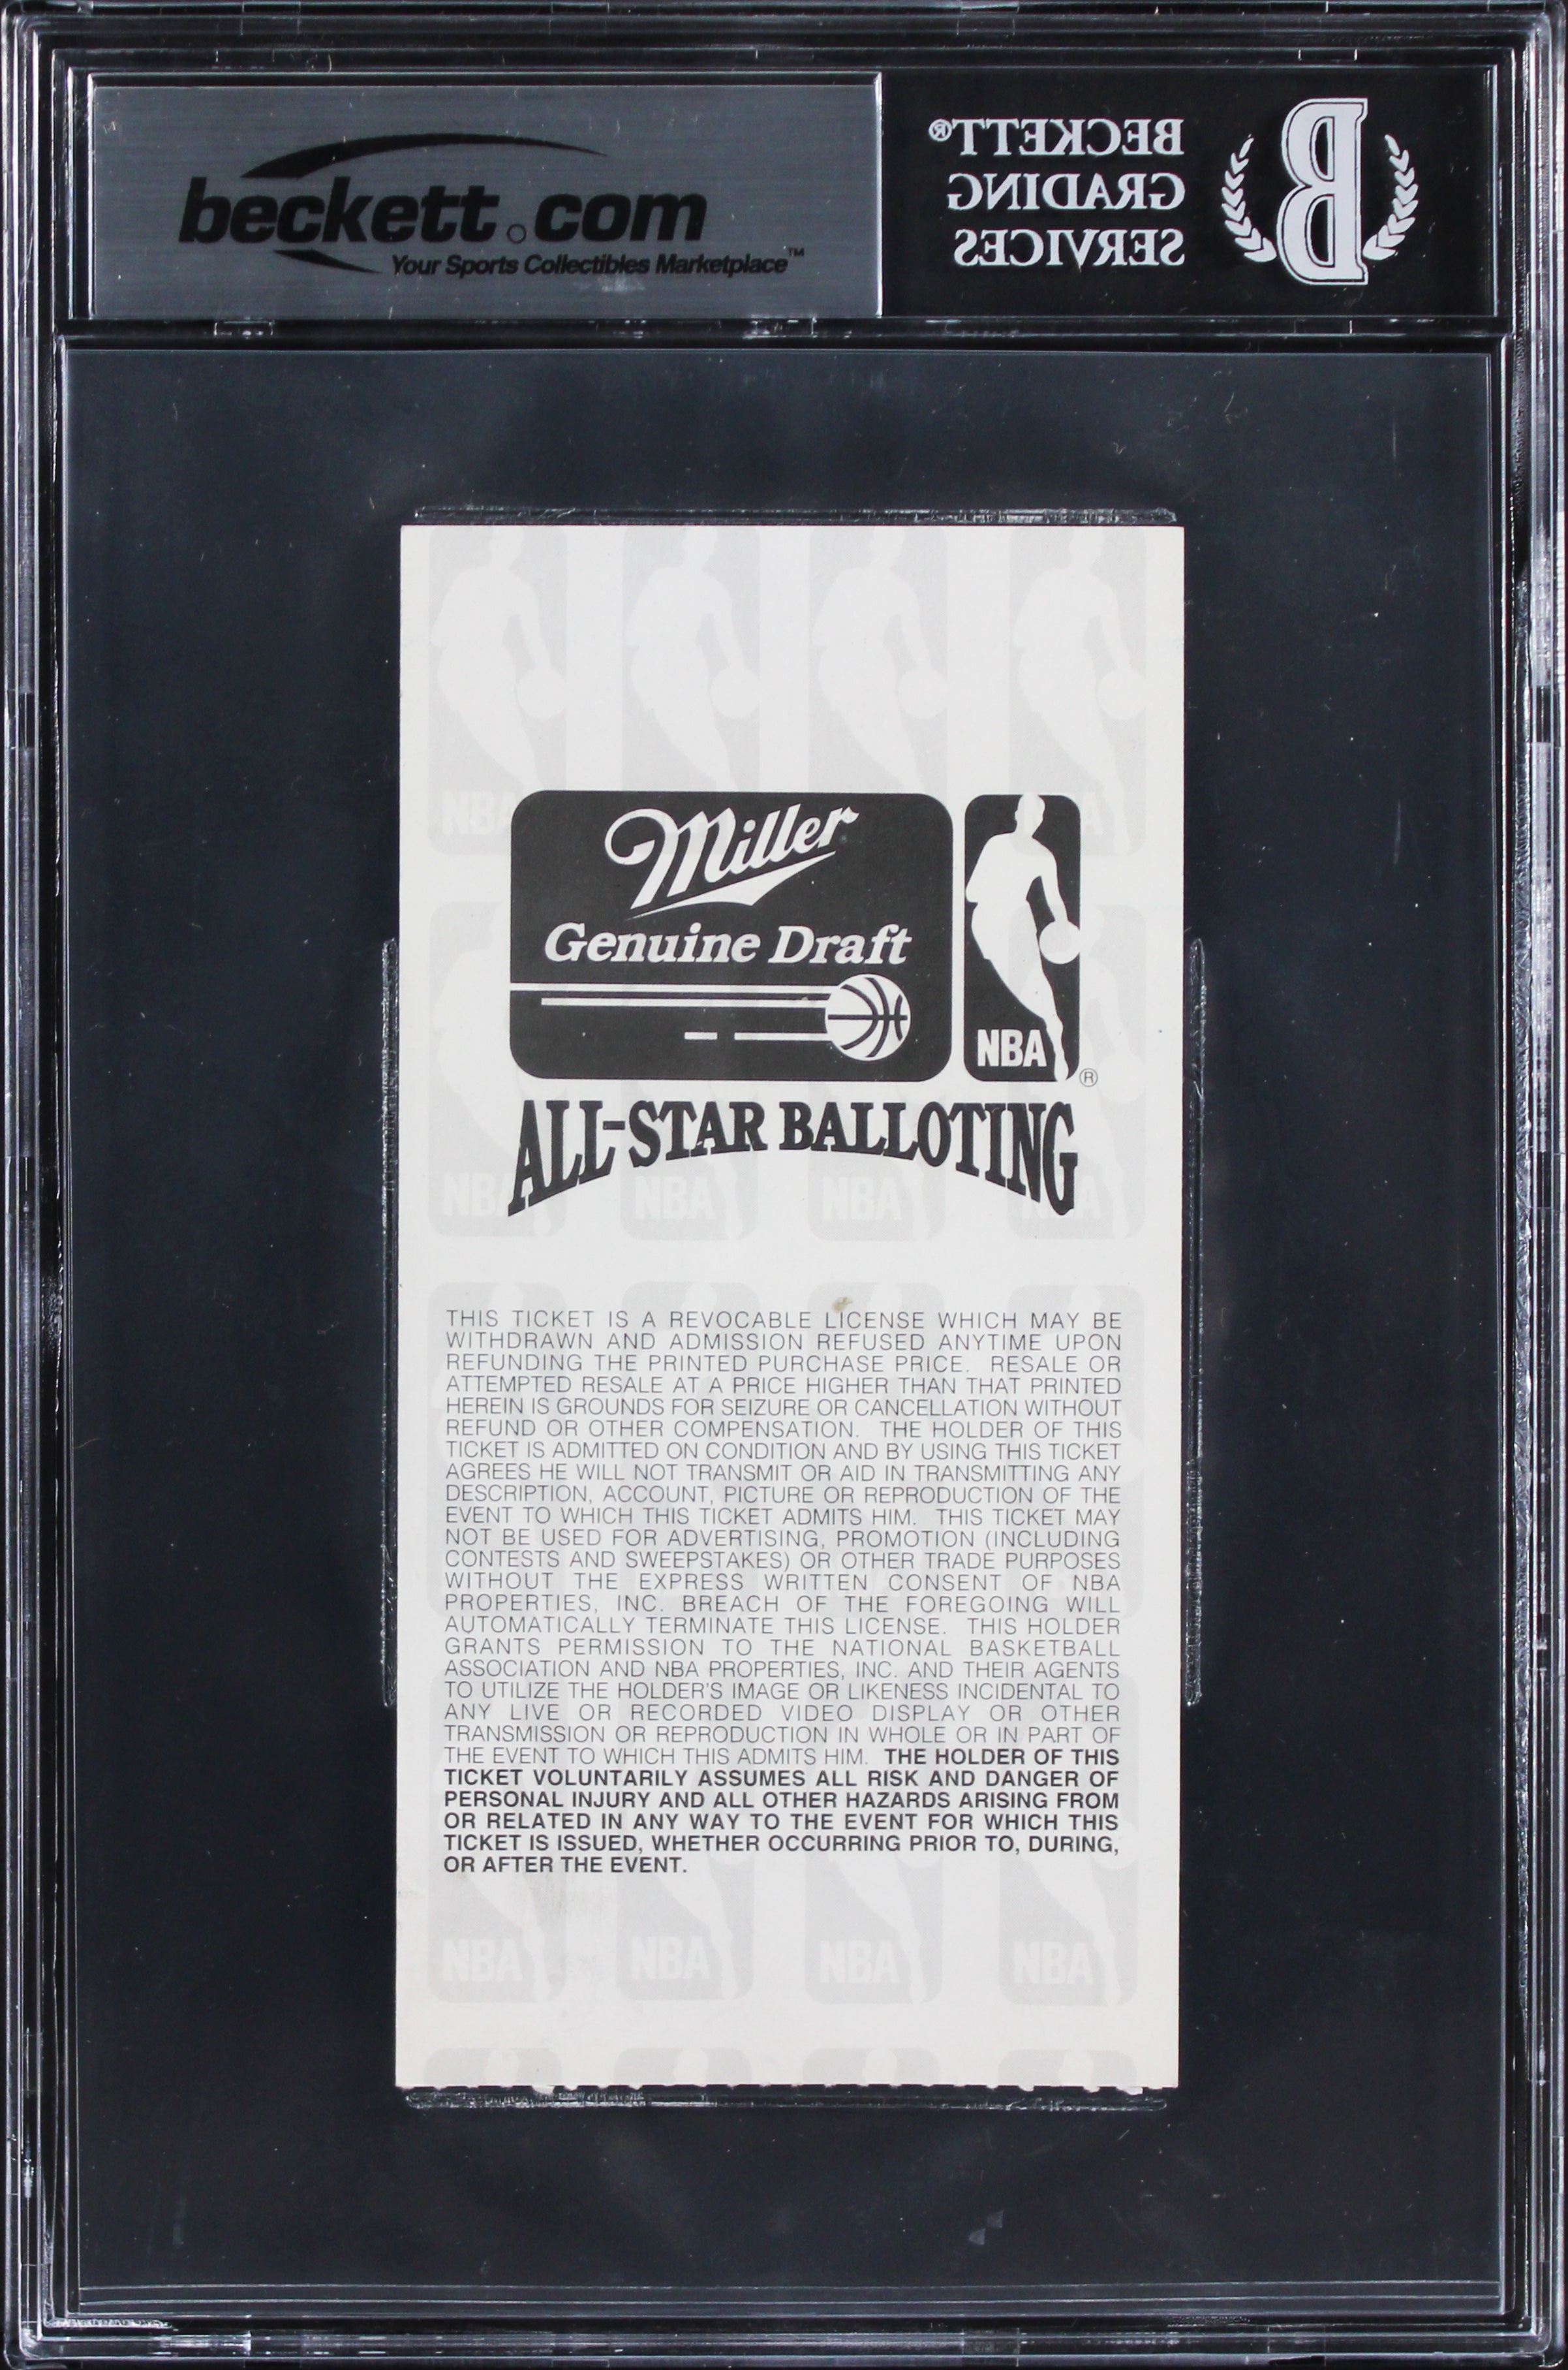 beckett.com
Your Sports Collectibles Marketplace™
BECKETT®
GRADING
SERVICES
B
Miller
Genuine Draft
NBA
®
ALL-STAR BALLOTING
THIS TICKET IS A REVOCABLE LICENSE WHICH MAY BE
WITHDRAWN AND ADMISSION REFUSED ANYTIME UPON
REFUNDING THE PRINTED PURCHASE PRICE. RESALE OR
ATTEMPTED RESALE AT A PRICE HIGHER THAN THAT PRINTED
HEREIN IS GROUNDS FOR SEIZURE OR CANCELLATION WITHOUT
REFUND OR OTHER COMPENSATION. THE HOLDER OF THIS
TICKET IS ADMITTED ON CONDITION AND BY USING THIS TICKET
AGREES HE WILL NOT TRANSMIT OR AID IN TRANSMITTING ANY
DESCRIPTION, ACCOUNT, PICTURE OR REPRODUCTION OF THE
EVENT TO WHICH THIS TICKET ADMITS HIM. THIS TICKET MAY
NOT BE USED FOR ADVERTISING, PROMOTION (INCLUDING
CONTESTS AND SWEEPSTAKES) OR OTHER TRADE PURPOSES
WITHOUT THE EXPRESS WRITTEN CONSENT OF NBA
PROPERTIES, INC. BREACH OF THE FOREGOING WILL
AUTOMATICALLY TERMINATE THIS LICENSE. THIS HOLDER
GRANTS PERMISSION TO THE NATIONAL BASKETBALL
ASSOCIATION AND NBA PROPERTIES, INC. AND THEIR AGENTS
TO UTILIZE THE HOLDER'S IMAGE OR LIKENESS INCIDENTAL TO
ANY LIVE OR RECORDED VIDEO DISPLAY OR OTHER
TRANSMISSION OR REPRODUCTION IN WHOLE OR IN PART OF
THE EVENT TO WHICH THIS ADMITS HIM. THE HOLDER OF THIS
TICKET VOLUNTARILY ASSUMES ALL RISK AND DANGER OF
PERSONAL INJURY AND ALL OTHER HAZARDS ARISING FROM
OR RELATED IN ANY WAY TO THE EVENT FOR WHICH THIS
TICKET IS ISSUED, WHETHER OCCURRING PRIOR TO, DURING,
OR AFTER THE EVENT.
NBA NBA NBA NBA